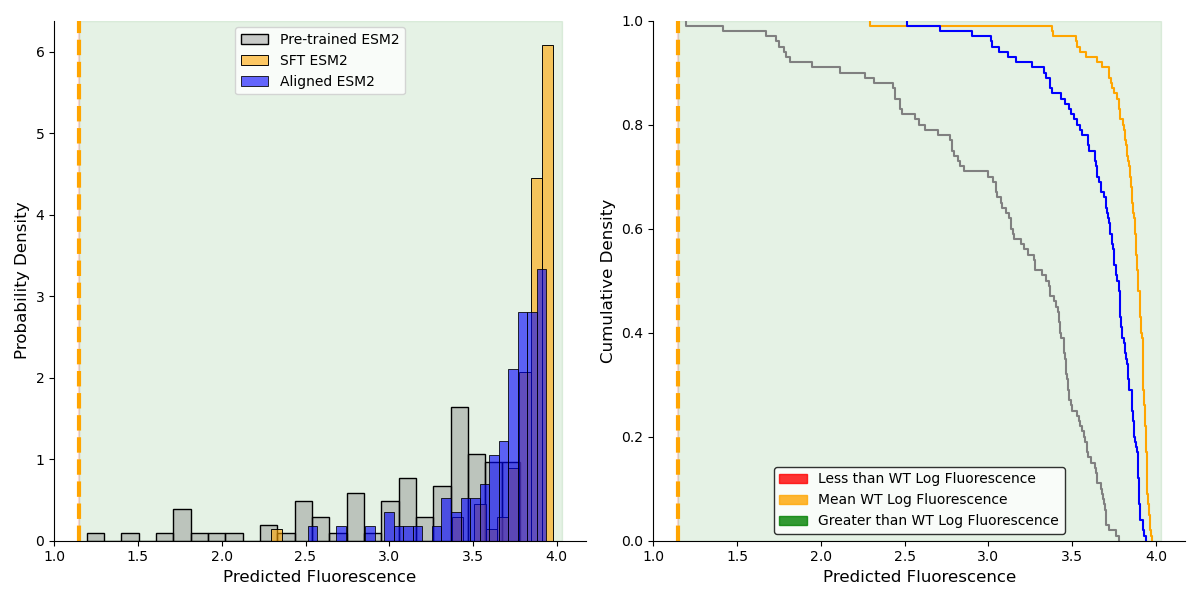 Pre-trained ESM2
SFT ESM2
Aligned ESM2
Probability Density
6
5
4
3
2
1
0
1.0 1.5 2.0 2.5 3.0 3.5 4.0
Predicted Fluorescence
Cumulative Density
1.0
0.8
0.6
0.4
0.2
0.0
Less than WT Log Fluorescence
Mean WT Log Fluorescence
Greater than WT Log Fluorescence
1.0 1.5 2.0 2.5 3.0 3.5 4.0
Predicted Fluorescence